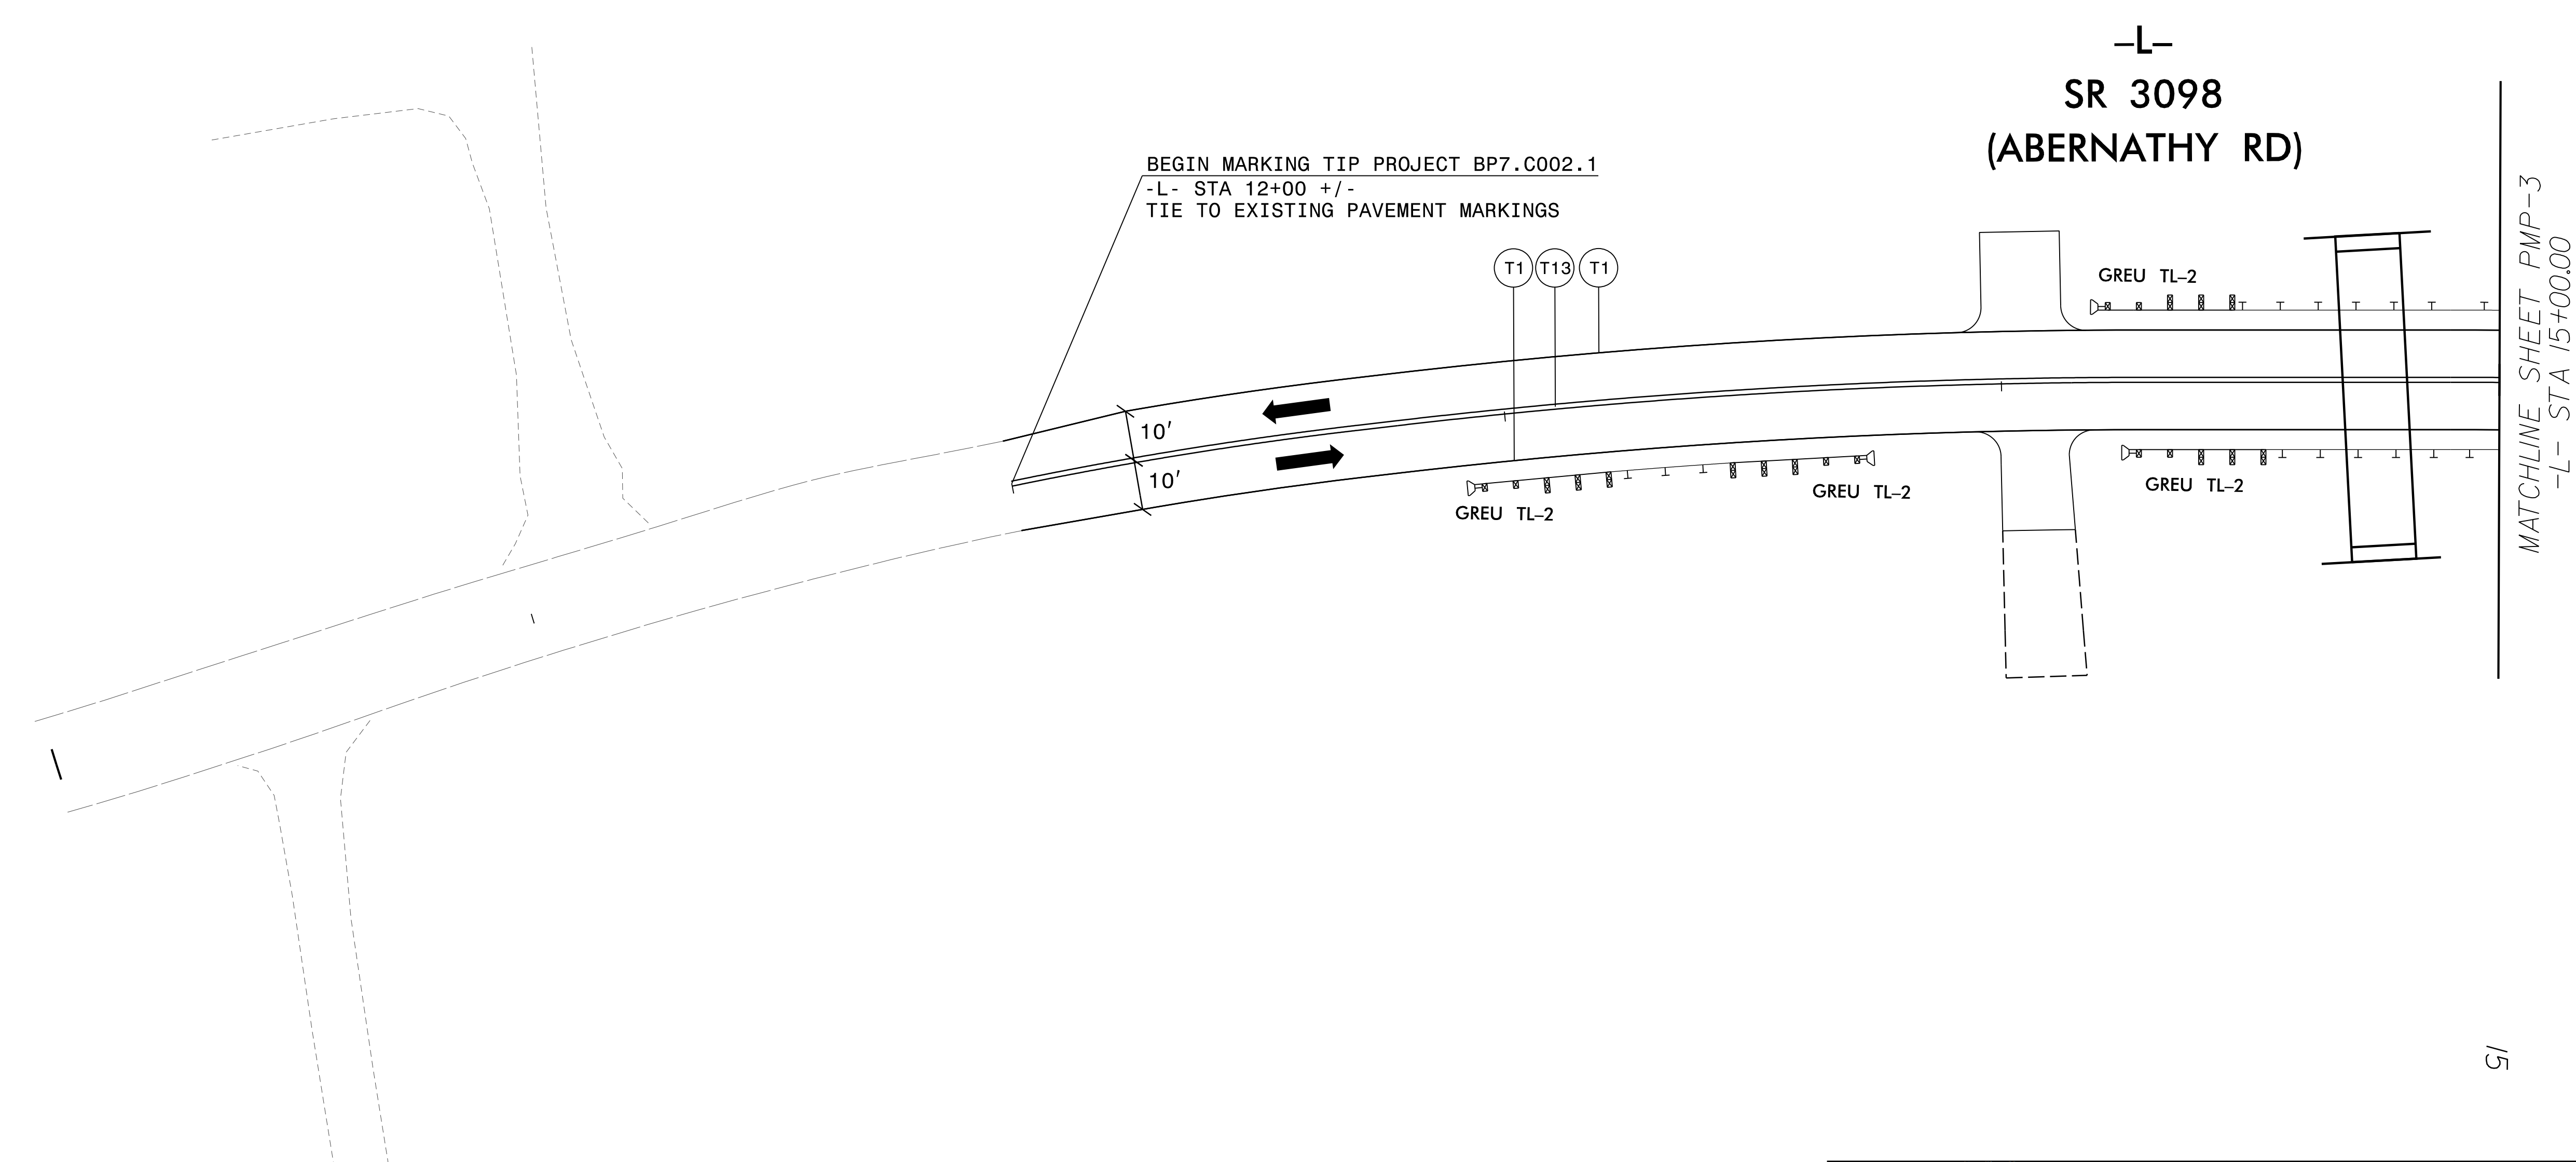 –L–
SR 3098
(ABERNATHY RD)
BEGIN MARKING TIP PROJECT BP7.C002.1
-L- STA 12+00 +/-
TIE TO EXISTING PAVEMENT MARKINGS
T1 T13 T1
GREU TL–2
10'
10'
GREU TL–2
GREU TL–2
GREU TL–2
MATCHLINE SHEET PMP-3
-L- STA 15+00.00
15